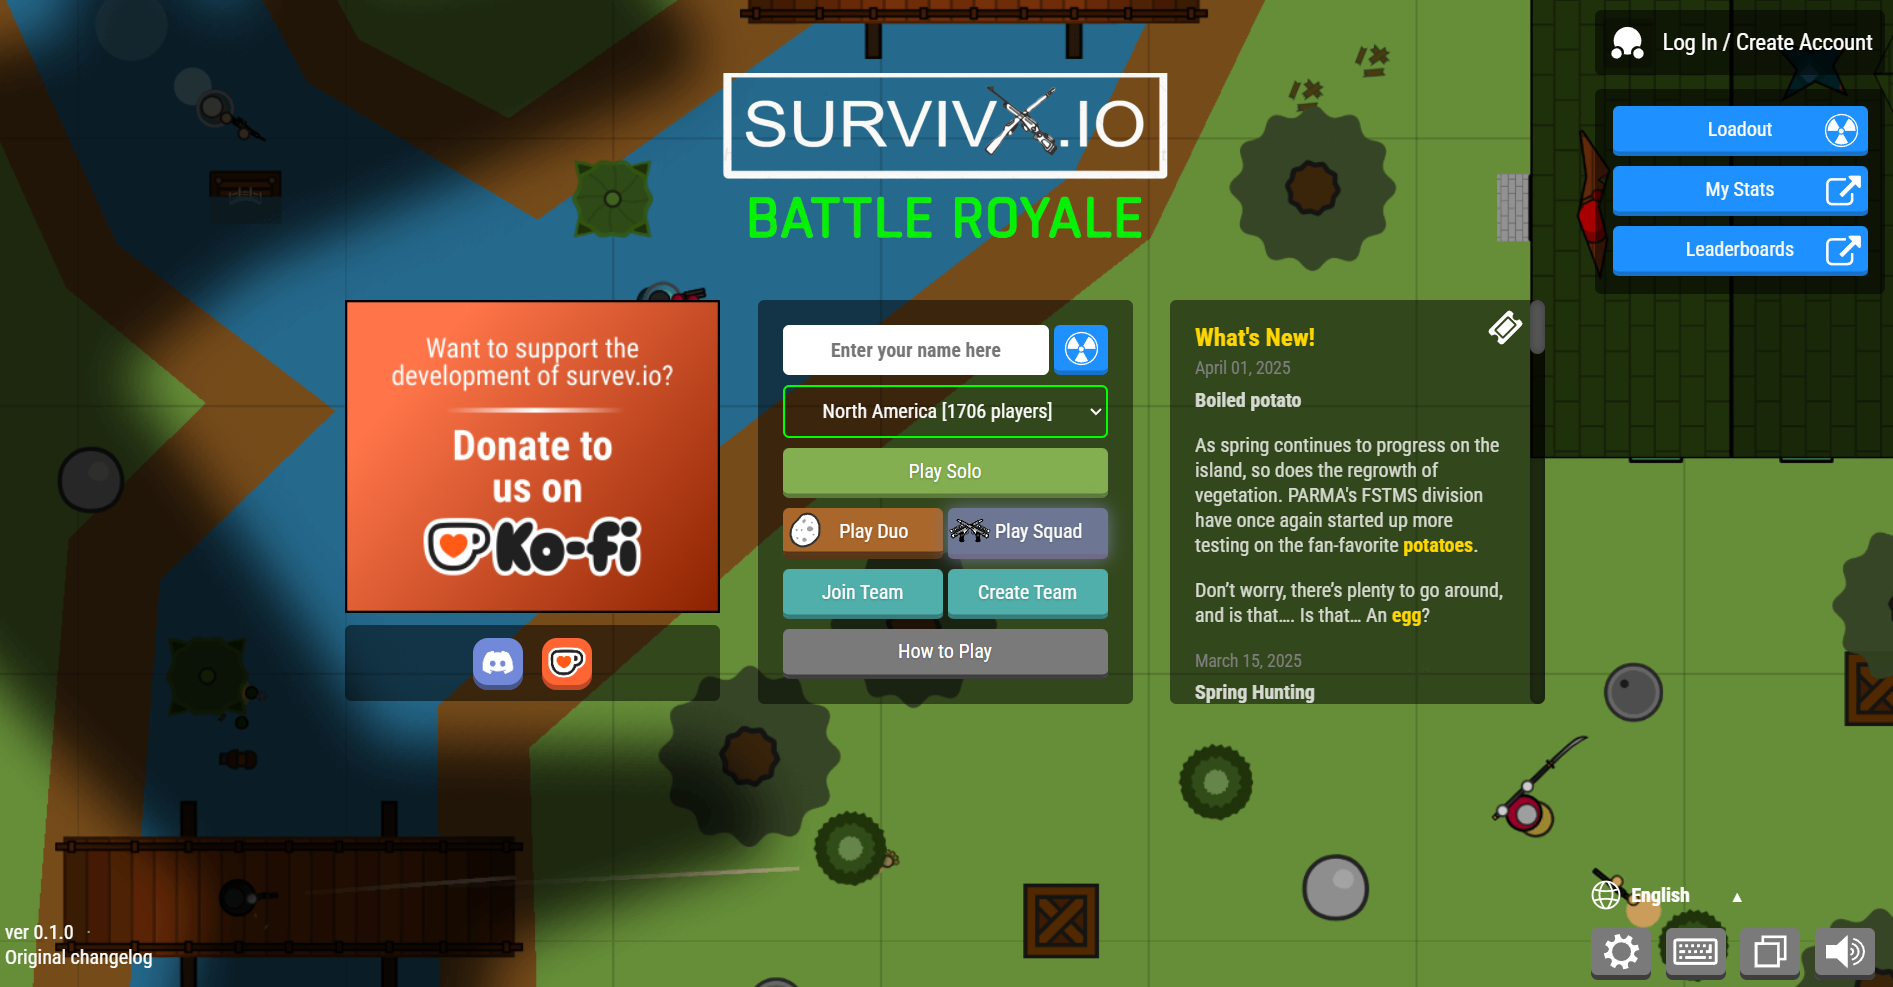 SURVIVX.IO
BATTLE ROYALE
Log In / Create Account
Loadout
My Stats
Leaderboards
Want to support the
development of survev.io?
Donate to
us on
Ko-fi
Enter your name here
North America [1706 players]
Play Solo
Play Duo
Play Squad
Join Team
Create Team
How to Play
What's New!
April 01, 2025
Boiled potato
As spring continues to progress on the
island, so does the regrowth of
vegetation. PARMA's FSTMS division
have once again started up more
testing on the fan-favorite potatoes.
Don’t worry, there’s plenty to go around,
and is that.... Is that... An egg?
March 15, 2025
Spring Hunting
English
ver 0.1.0
Original changelog